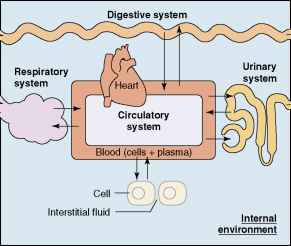 Digestive system
Respiratory
system
Urinary
system
Heart
Circulatory
system
Blood (cells + plasma)
Cell
Interstitial fluid
Internal
environment